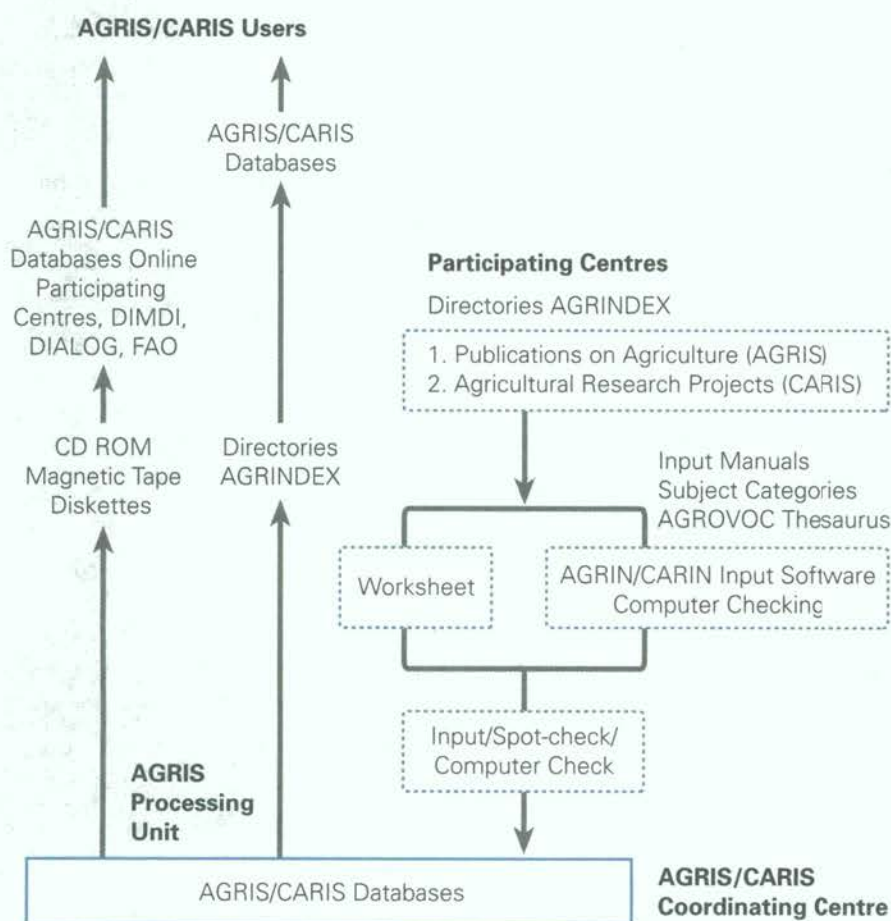 AGRIS/CARIS Users
AGRIS/CARIS
Databases
AGRIS/CARIS
Databases Online
Participating
Centres, DIMDI,
DIALOG, FAO
CD ROM
Magnetic Tape
Diskettes
Directories
AGRINDEX
Participating Centres
Directories AGRINDEX
1. Publications on Agriculture (AGRIS)
2. Agricultural Research Projects (CARIS)
Input Manuals
Subject Categories
AGROVOC Thesaurus
Worksheet
AGRIN/CARIN Input Software
Computer Checking
Input/Spot-check/
Computer Check
AGRIS
Processing
Unit
AGRIS/CARIS Databases
AGRIS/CARIS
Coordinating Centre